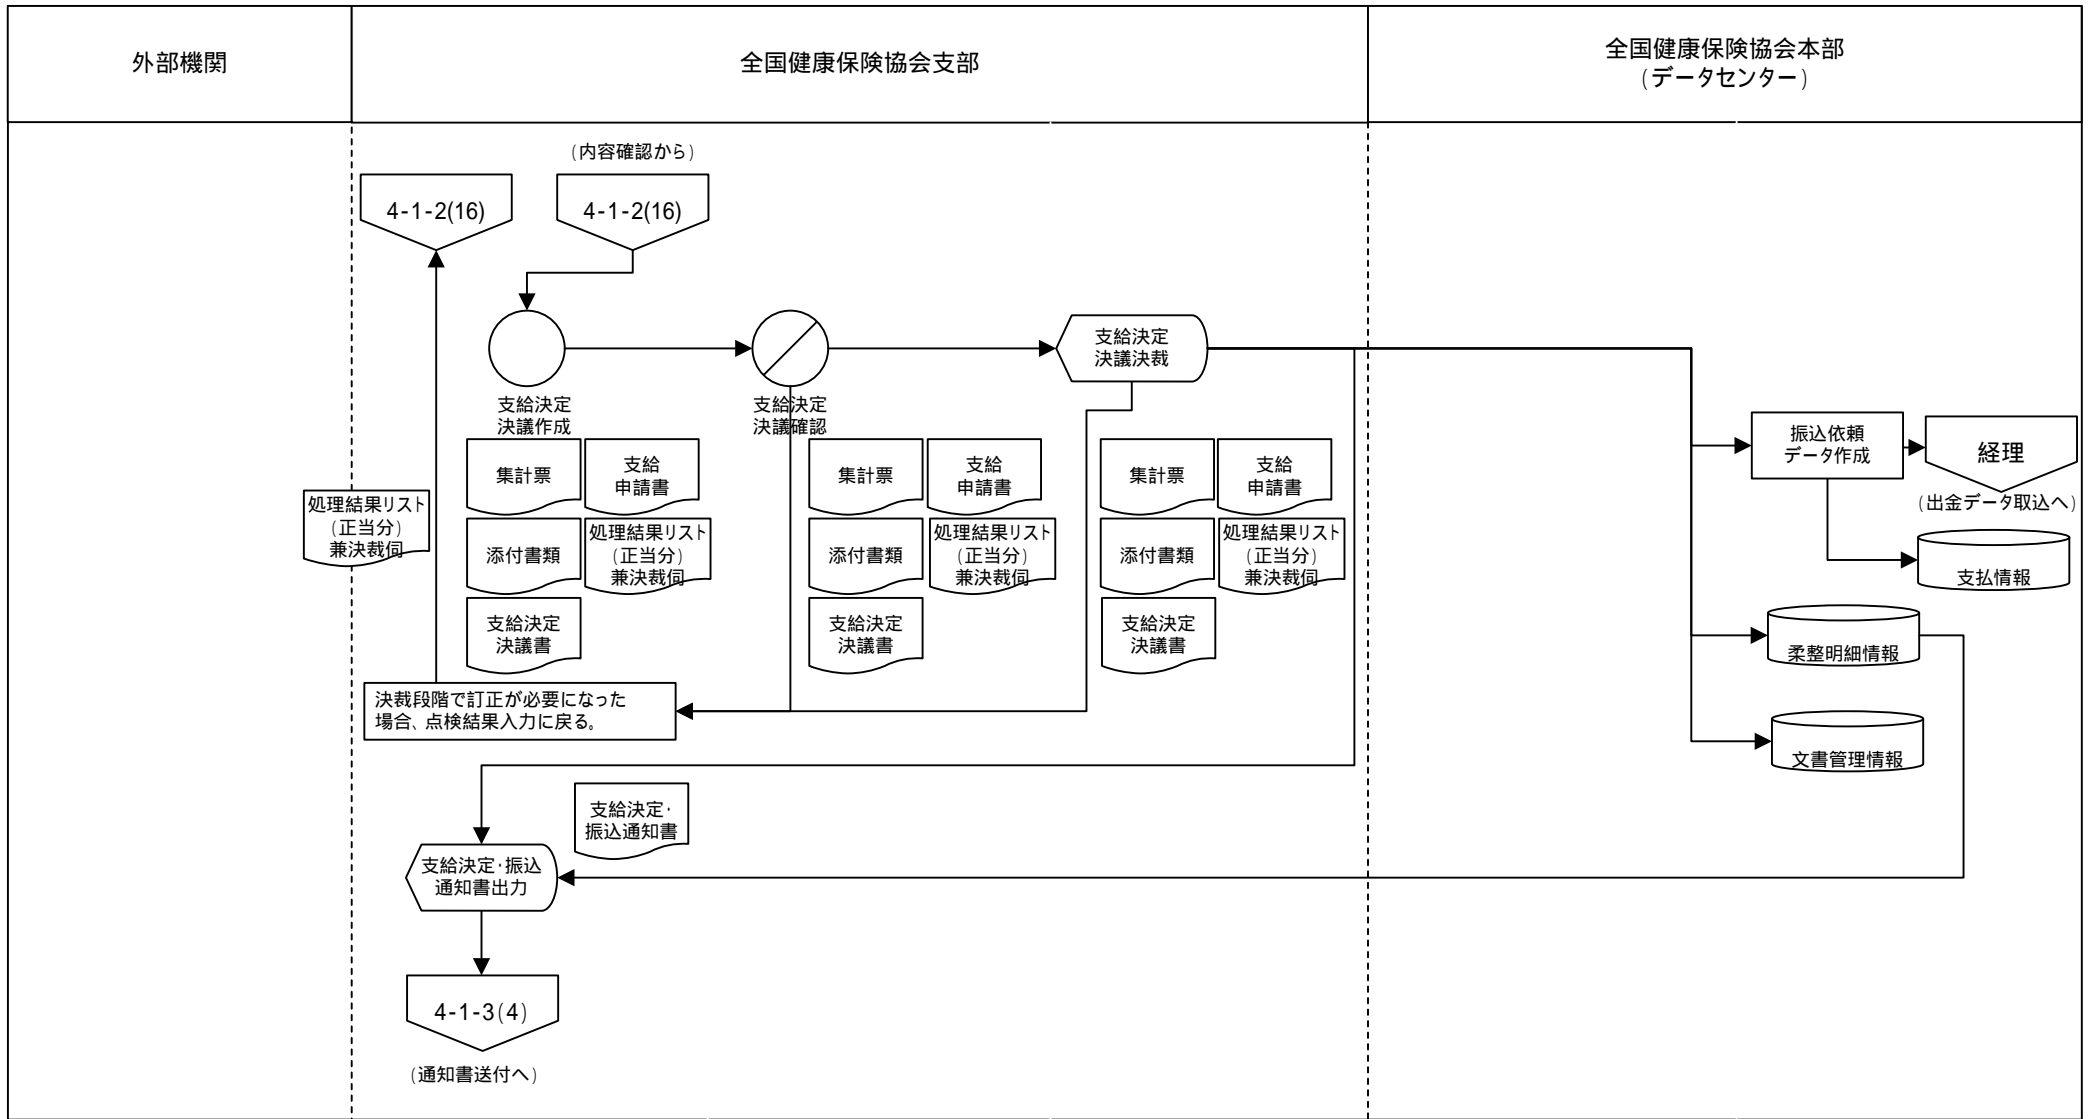 外部機関
全国健康保険協会支部
全国健康保険協会本部
(データセンター)
(内容確認から)
4-1-2(16)
4-1-2(16)
支給決定
決議作成
支給決定
決議確認
支給決定
決議決裁
集計票
支給
申請書
添付書類
処理結果リスト
(正当分)
兼決裁伺
支給決定
決議書
集計票
支給
申請書
添付書類
処理結果リスト
(正当分)
兼決裁伺
支給決定
決議書
集計票
支給
申請書
添付書類
処理結果リスト
(正当分)
兼決裁伺
支給決定
決議書
処理結果リスト
(正当分)
兼決裁伺
決裁段階で訂正が必要になった
場合、点検結果入力に戻る。
振込依頼
データ作成
経理
(出金データ取込へ)
支払情報
柔整明細情報
文書管理情報
支給決定・
振込通知書
支給決定・振込
通知書出力
4-1-3(4)
(通知書送付へ)